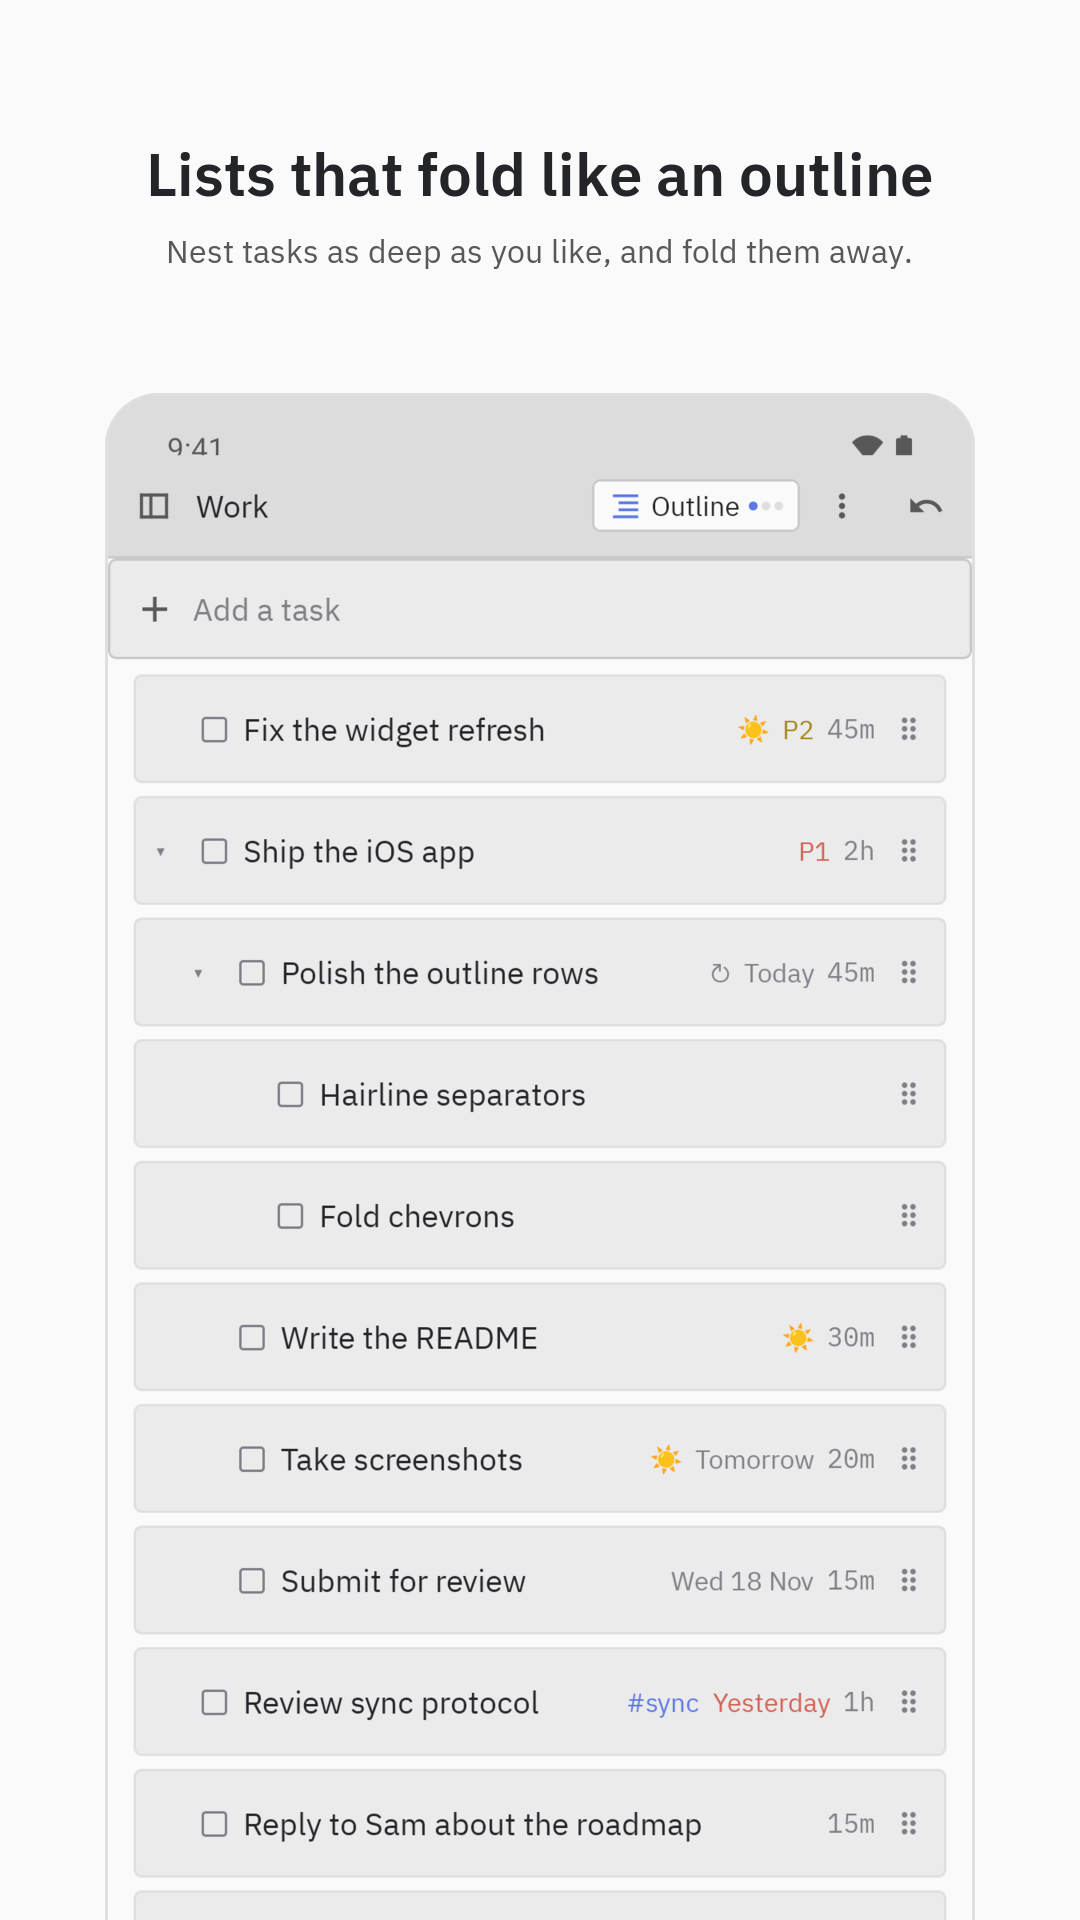 Lists that fold like an outline
Nest tasks as deep as you like, and fold them away.
9:41
Work Outline
Add a task
Fix the widget refresh ☀️ P2 45m
Ship the iOS app P1 2h
Polish the outline rows ↻ Today 45m
Hairline separators
Fold chevrons
Write the README ☀️ 30m
Take screenshots ☀️ Tomorrow 20m
Submit for review Wed 18 Nov 15m
Review sync protocol #sync Yesterday 1h
Reply to Sam about the roadmap 15m